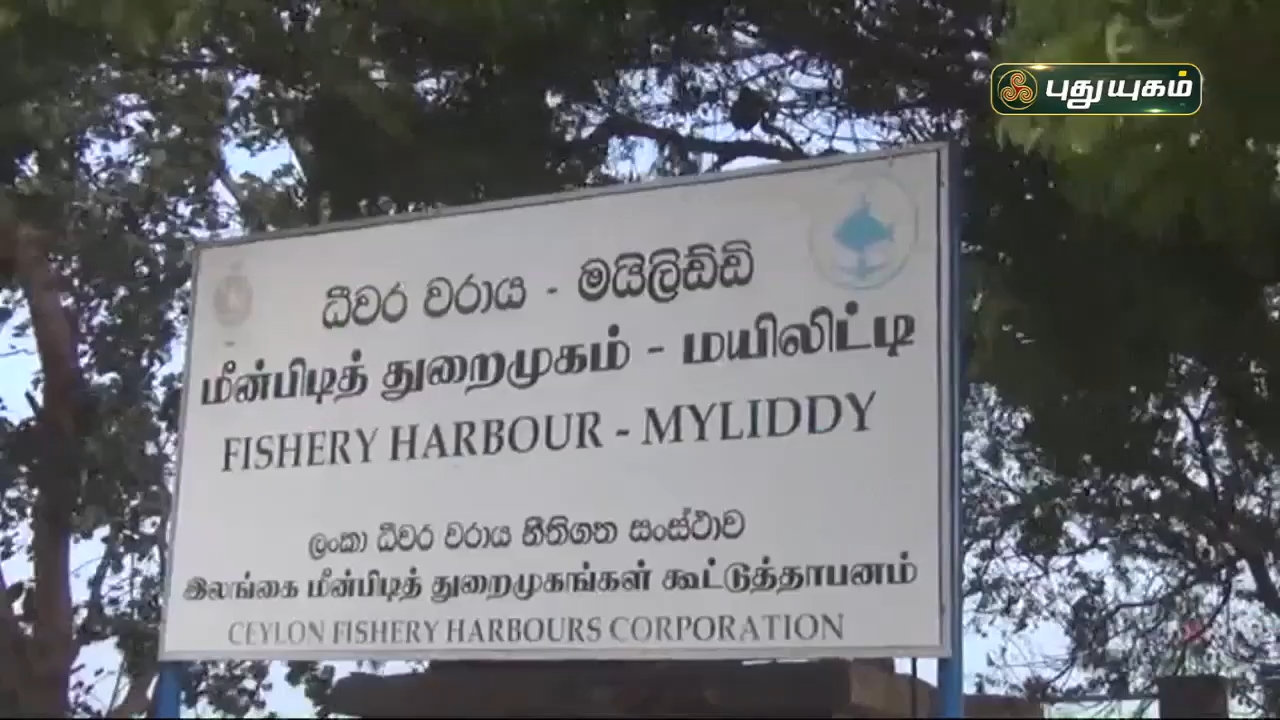 புதுயுகம்
ධීවර වරාය - මයිලිඩ්ඩි
மீன்பிடித் துறைமுகம் - மயிலிட்டி
FISHERY HARBOUR - MYLIDDY
ලංකා ධීවර වරාය නීතිගත සංස්ථාව
இலங்கை மீன்பிடித் துறைமுகங்கள் கூட்டுத்தாபனம்
CEYLON FISHERY HARBOURS CORPORATION